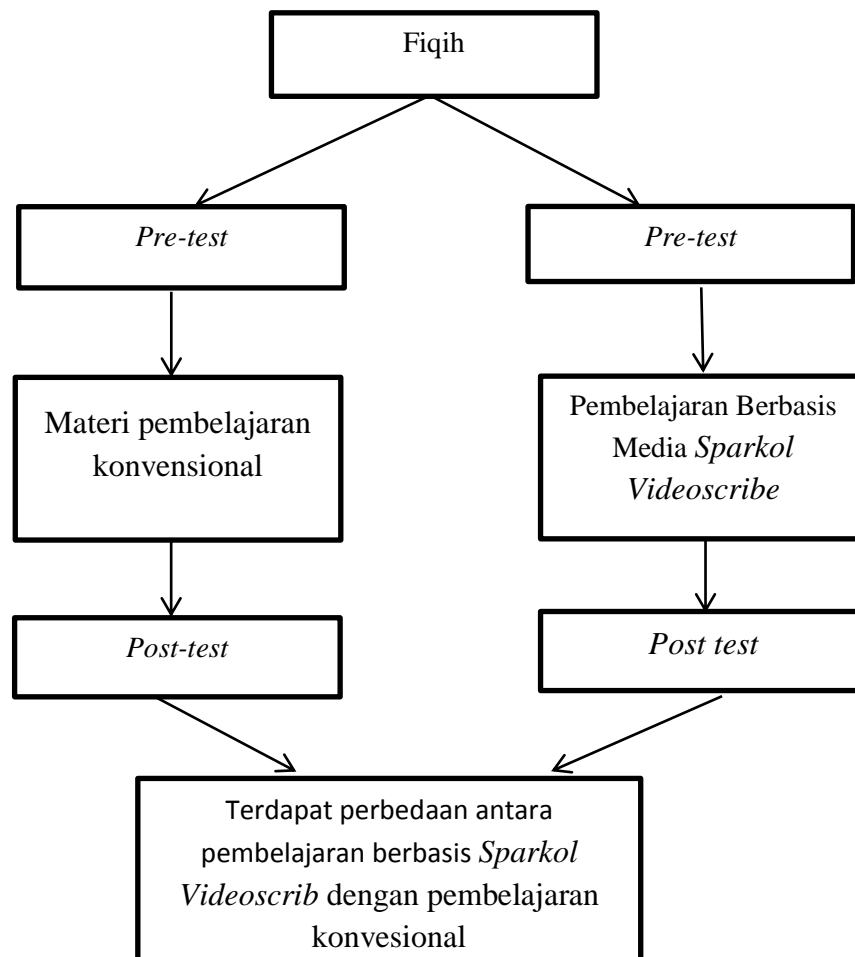 Fiqih
Pre-test
Pre-test
Materi pembelajaran
konvensional
Pembelajaran Berbasis
Media Sparkol
Videoscribe
Post-test
Post test
Terdapat perbedaan antara
pembelajaran berbasis Sparkol
Videoscrib dengan pembelajaran
konvesional